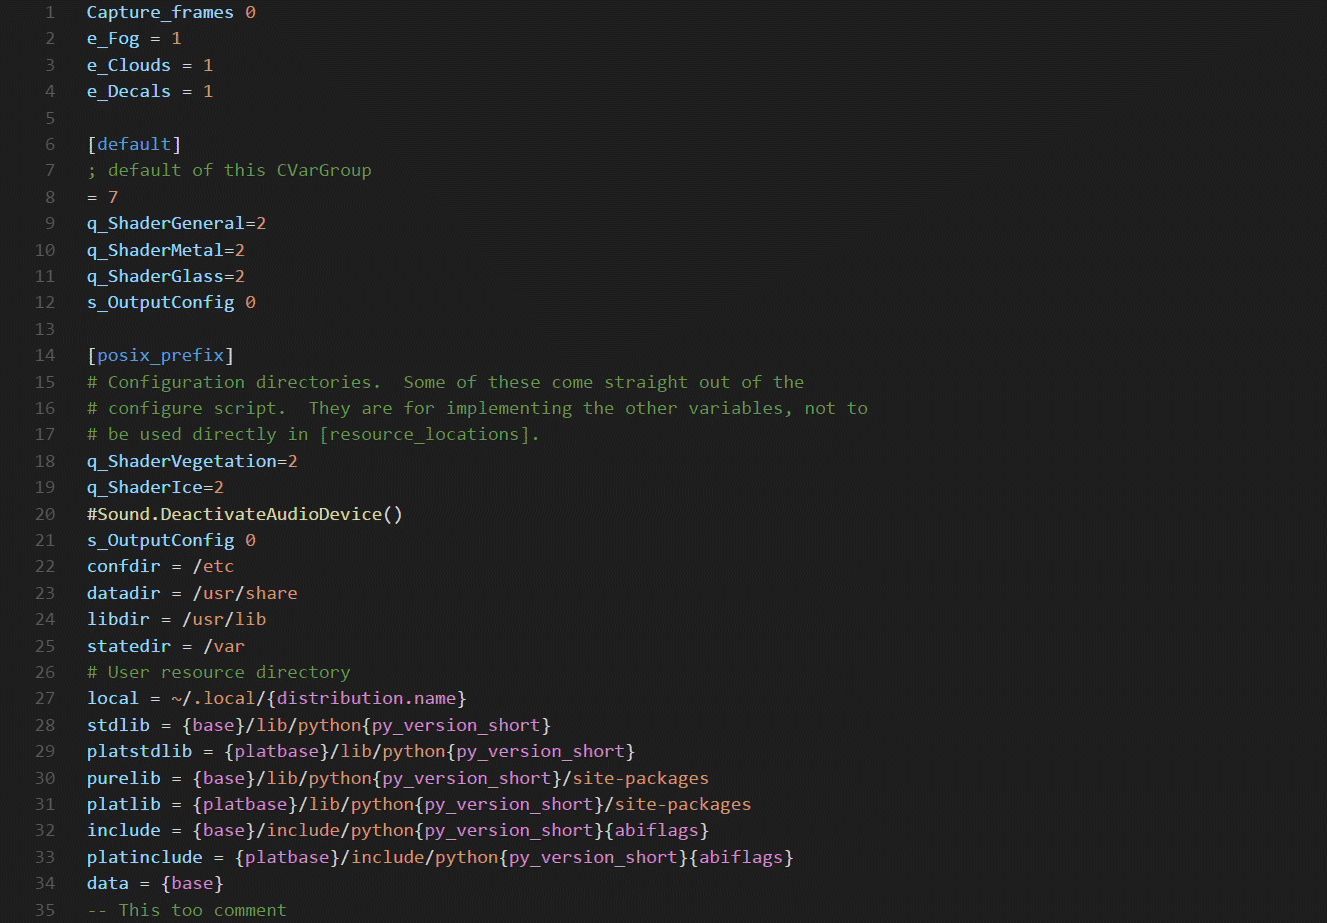 1 Capture_frames 0
2 e_Fog = 1
3 e_Clouds = 1
4 e_Decals = 1
5
6 [default]
7 ; default of this CVarGroup
8 = 7
9 q_ShaderGeneral=2
10 q_ShaderMetal=2
11 q_ShaderGlass=2
12 s_OutputConfig 0
13
14 [posix_prefix]
15 # Configuration directories.  Some of these come straight out of the
16 # configure script.  They are for implementing the other variables, not to
17 # be used directly in [resource_locations].
18 q_ShaderVegetation=2
19 q_ShaderIce=2
20 #Sound.DeactivateAudioDevice()
21 s_OutputConfig 0
22 confdir = /etc
23 datadir = /usr/share
24 libdir = /usr/lib
25 statedir = /var
26 # User resource directory
27 local = ~/.local/{distribution.name}
28 stdlib = {base}/lib/python{py_version_short}
29 platstdlib = {platbase}/lib/python{py_version_short}
30 purelib = {base}/lib/python{py_version_short}/site-packages
31 platlib = {platbase}/lib/python{py_version_short}/site-packages
32 include = {base}/include/python{py_version_short}{abiflags}
33 platinclude = {platbase}/include/python{py_version_short}{abiflags}
34 data = {base}
35 -- This too comment